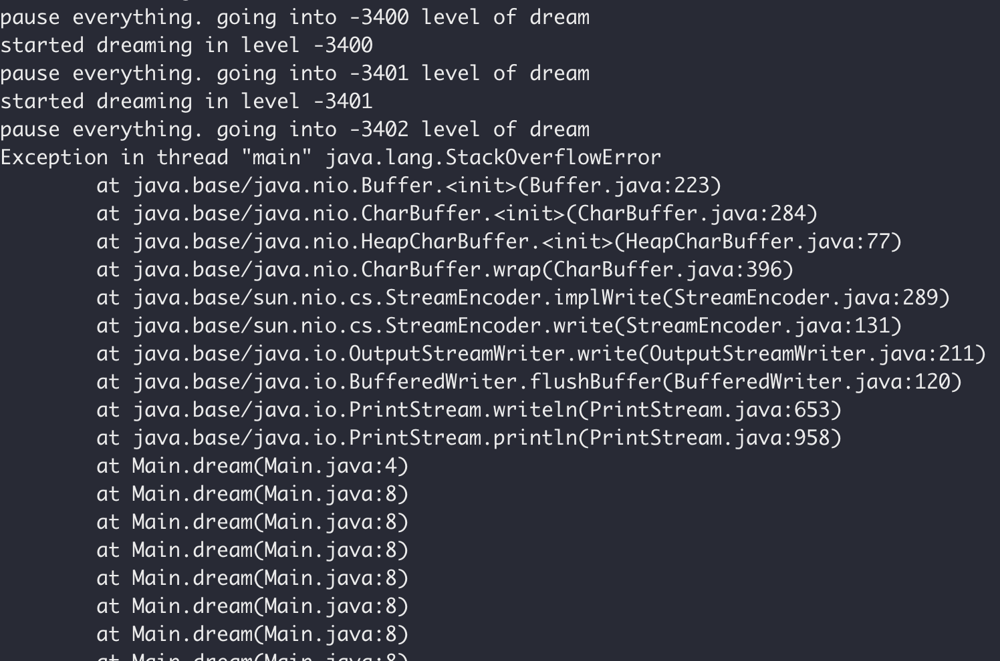 pause everything. going into -3400 level of dream
started dreaming in level -3400
pause everything. going into -3401 level of dream
started dreaming in level -3401
pause everything. going into -3402 level of dream
Exception in thread "main" java.lang.StackOverflowError
        at java.base/java.nio.Buffer.<init>(Buffer.java:223)
        at java.base/java.nio.CharBuffer.<init>(CharBuffer.java:284)
        at java.base/java.nio.HeapCharBuffer.<init>(HeapCharBuffer.java:77)
        at java.base/java.nio.CharBuffer.wrap(CharBuffer.java:396)
        at java.base/sun.nio.cs.StreamEncoder.implWrite(StreamEncoder.java:289)
        at java.base/sun.nio.cs.StreamEncoder.write(StreamEncoder.java:131)
        at java.base/java.io.OutputStreamWriter.write(OutputStreamWriter.java:211)
        at java.base/java.io.BufferedWriter.flushBuffer(BufferedWriter.java:120)
        at java.base/java.io.PrintStream.writeln(PrintStream.java:653)
        at java.base/java.io.PrintStream.println(PrintStream.java:958)
        at Main.dream(Main.java:4)
        at Main.dream(Main.java:8)
        at Main.dream(Main.java:8)
        at Main.dream(Main.java:8)
        at Main.dream(Main.java:8)
        at Main.dream(Main.java:8)
        at Main.dream(Main.java:8)
        at Main.dream(Main.java:8)